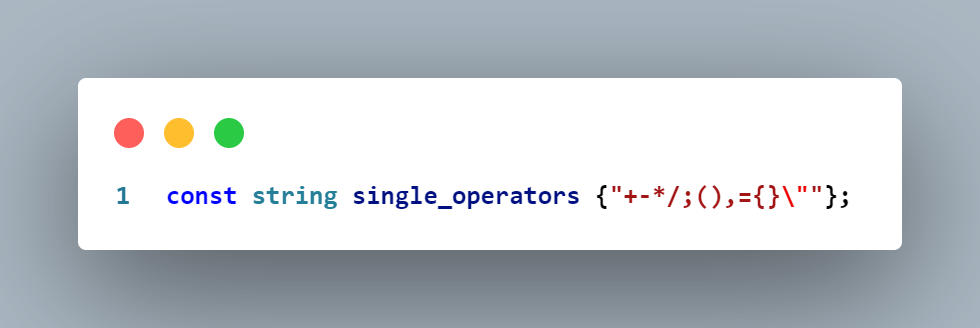 1 const string single_operators {"+-*/;(),={}\""};